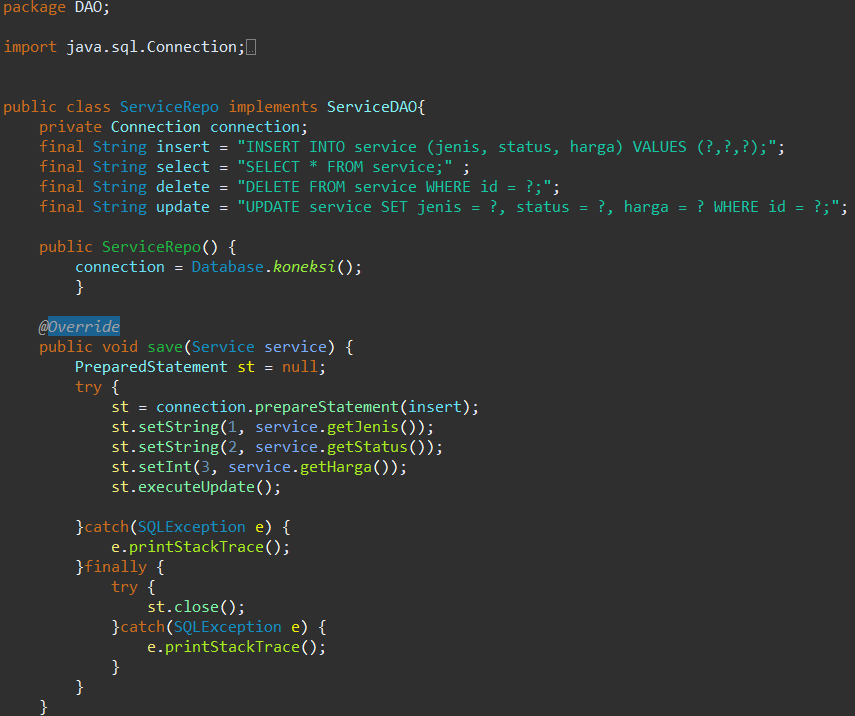 package DAO;
import java.sql.Connection;
public class ServiceRepo implements ServiceDAO{
    private Connection connection;
    final String insert = "INSERT INTO service (jenis, status, harga) VALUES (?,?,?);";
    final String select = "SELECT * FROM service;" ;
    final String delete = "DELETE FROM service WHERE id = ?;";
    final String update = "UPDATE service SET jenis = ?, status = ?, harga = ? WHERE id = ?;";
    public ServiceRepo() {
        connection = Database.koneksi();
        }
    @Override
    public void save(Service service) {
        PreparedStatement st = null;
        try {
            st = connection.prepareStatement(insert);
            st.setString(1, service.getJenis());
            st.setString(2, service.getStatus());
            st.setInt(3, service.getHarga());
            st.executeUpdate();
        }catch(SQLException e) {
            e.printStackTrace();
        }finally {
            try {
                st.close();
            }catch(SQLException e) {
                e.printStackTrace();
            }
        }
    }